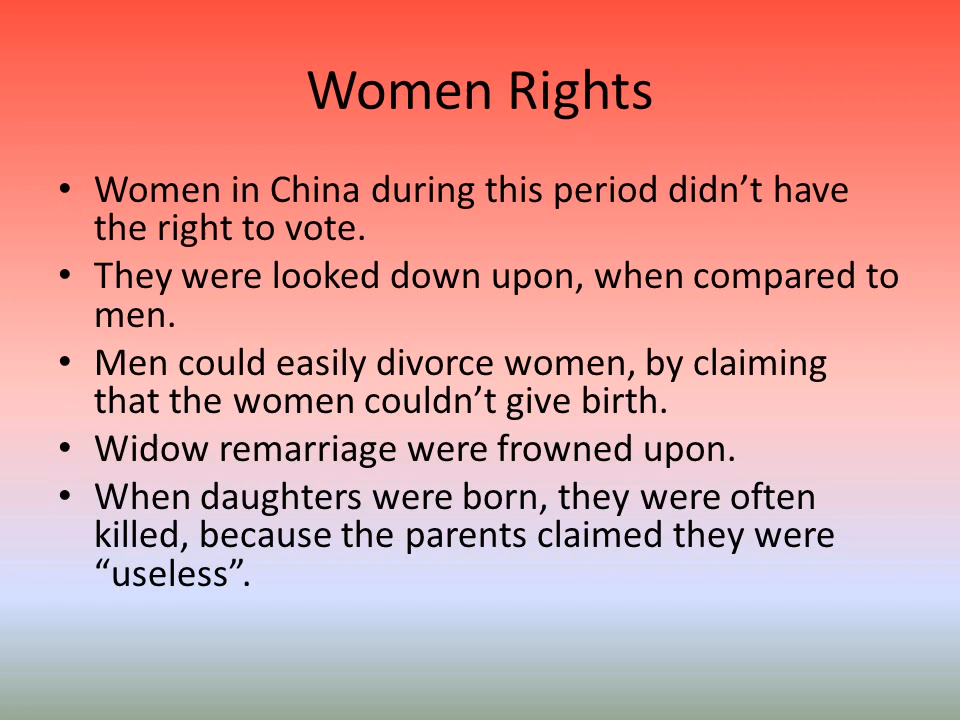 Women Rights
• Women in China during this period didn’t have
the right to vote.
• They were looked down upon, when compared to
men.
• Men could easily divorce women, by claiming
that the women couldn’t give birth.
• Widow remarriage were frowned upon.
• When daughters were born, they were often
killed, because the parents claimed they were
“useless”.